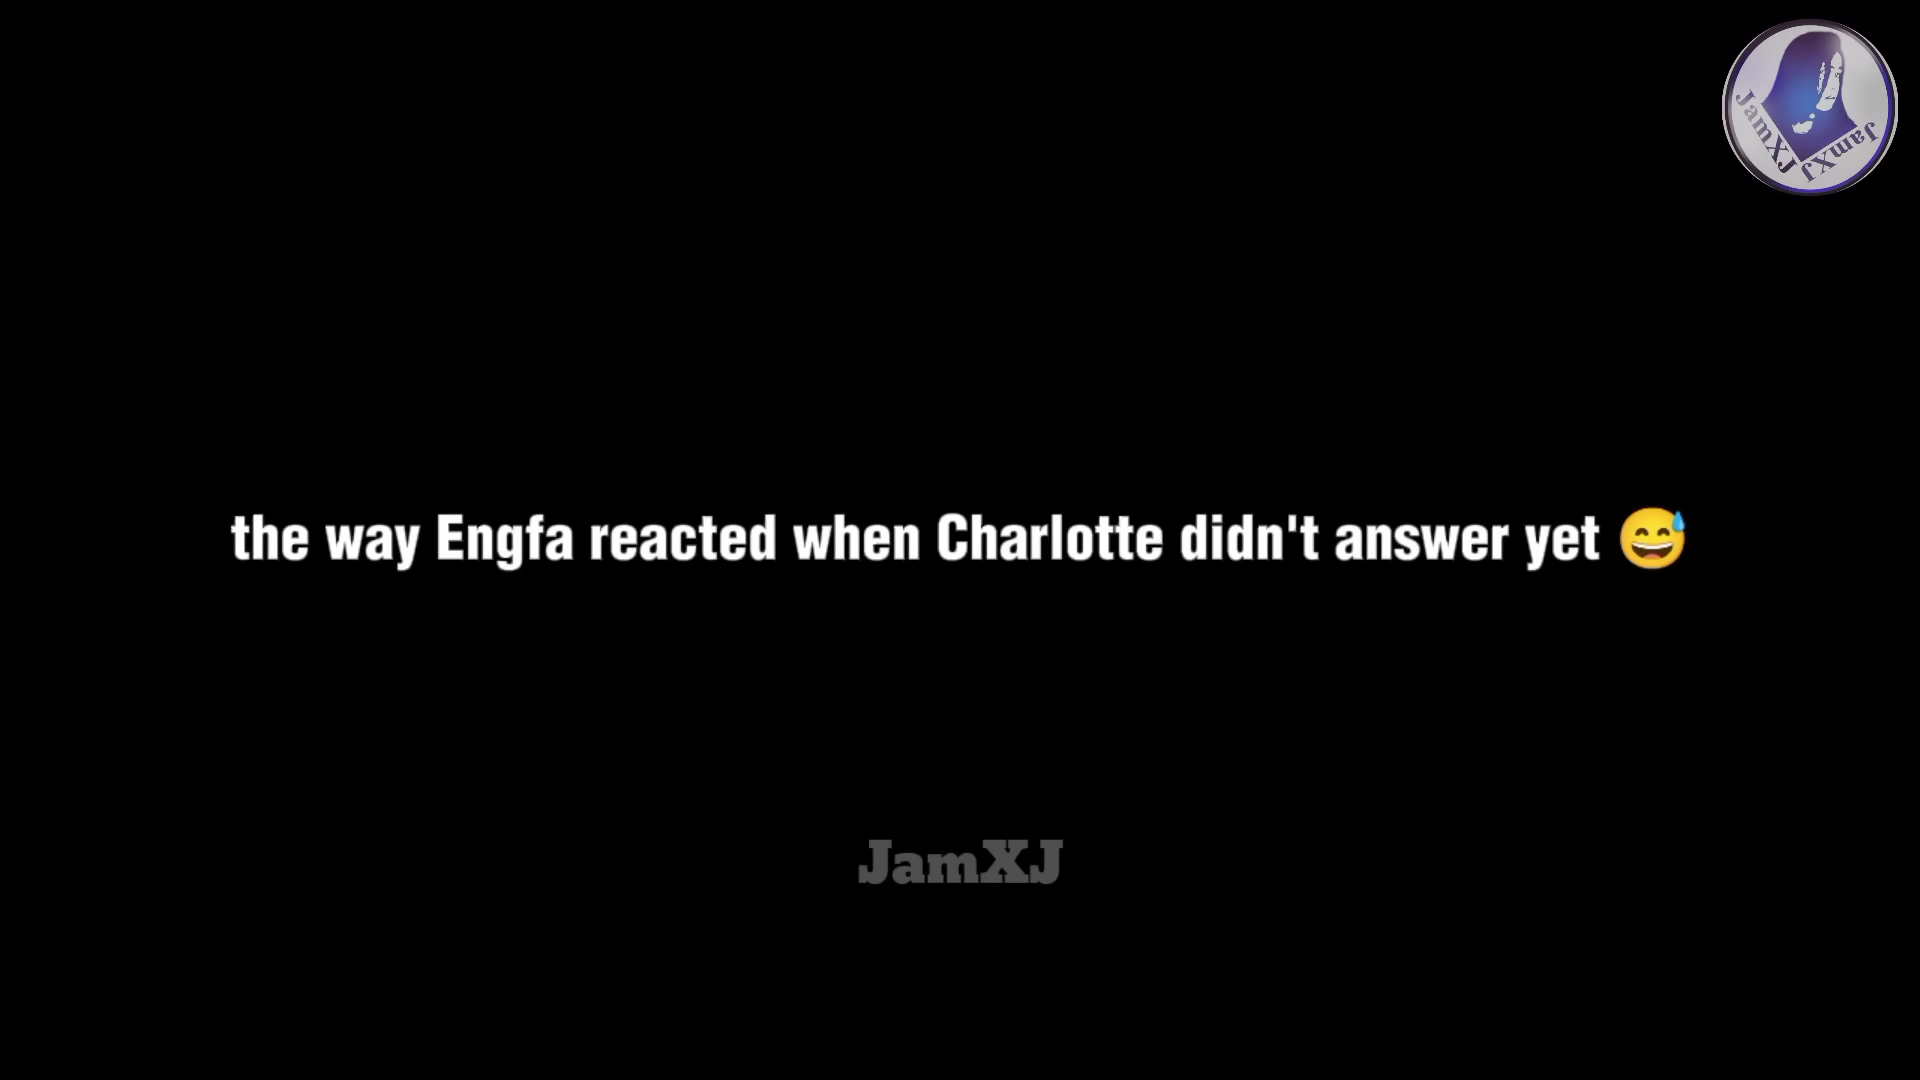 JamXJ JamXJ
the way Engfa reacted when Charlotte didn't answer yet 😅
JamXJ